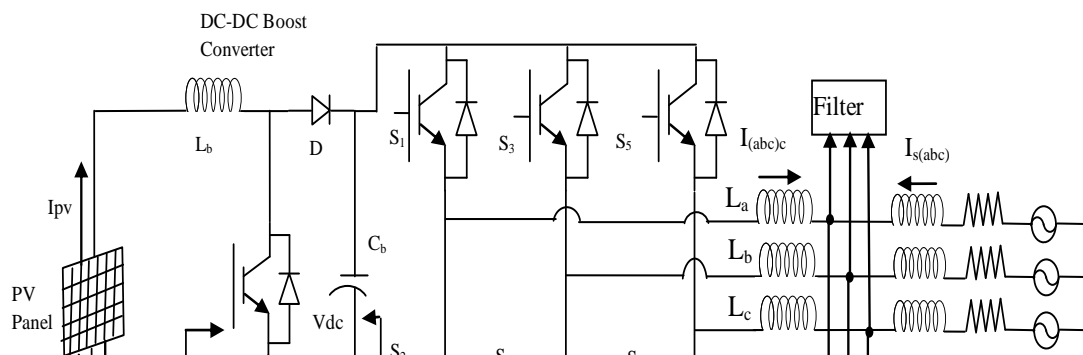 DC-DC Boost
Converter
Filter
L_b
D
S_1
S_3
S_5
I_(abc)c
I_s(abc)
Ipv
L_a
C_b
L_b
PV
Panel
Vdc
L_c
S
S